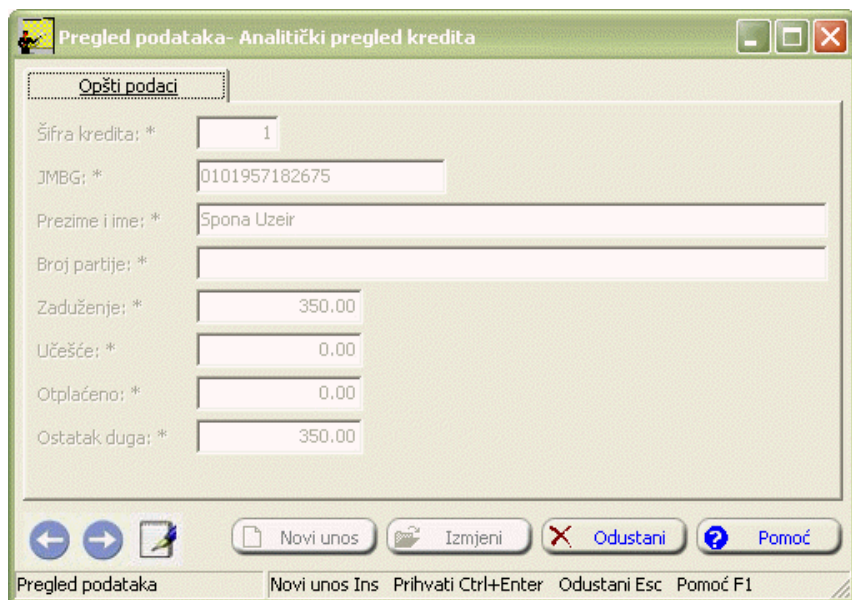 Pregled podataka- Analitički pregled kredita
Opšti podaci
Šifra kredita: * 1
JMBG: * 0101957182675
Prezime i ime: * Spona Uzeir
Broj partije: *
Zaduženje: * 350.00
Učešće: * 0.00
Otplaćeno: * 0.00
Ostatak duga: * 350.00
Novi unos Izmjeni Odustani Pomoć
Pregled podataka Novi unos Ins Prihvati Ctrl+Enter Odustani Esc Pomoć F1